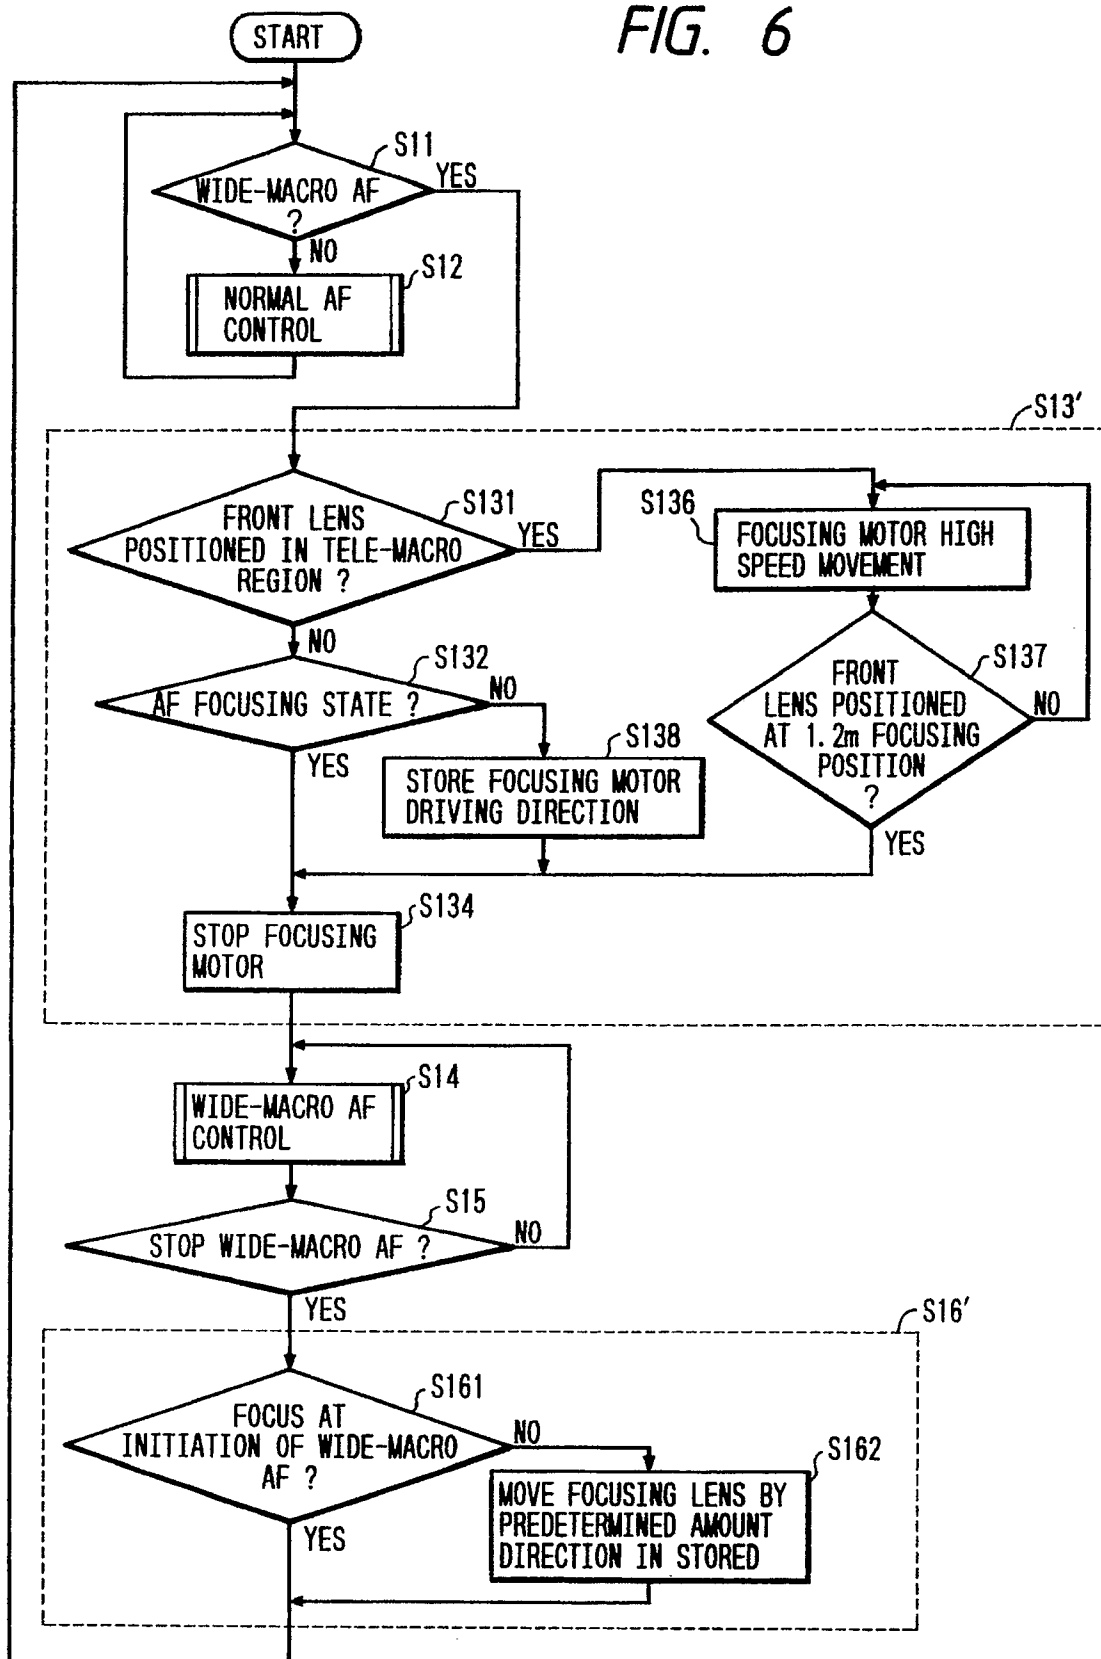 FIG. 6
START
S11
WIDE-MACRO AF
?
YES
NO
S12
NORMAL AF
CONTROL
S13'
S131
FRONT LENS
POSITIONED IN TELE-MACRO
REGION ?
YES
NO
S136
FOCUSING MOTOR HIGH
SPEED MOVEMENT
S137
FRONT
LENS POSITIONED
AT 1.2m FOCUSING
POSITION
?
NO
YES
S132
AF FOCUSING STATE ?
NO
YES
S138
STORE FOCUSING MOTOR
DRIVING DIRECTION
S134
STOP FOCUSING
MOTOR
S14
WIDE-MACRO AF
CONTROL
S15
STOP WIDE-MACRO AF ?
NO
YES
S16'
S161
FOCUS AT
INITIATION OF WIDE-MACRO
AF ?
NO
YES
S162
MOVE FOCUSING LENS BY
PREDETERMINED AMOUNT
DIRECTION IN STORED